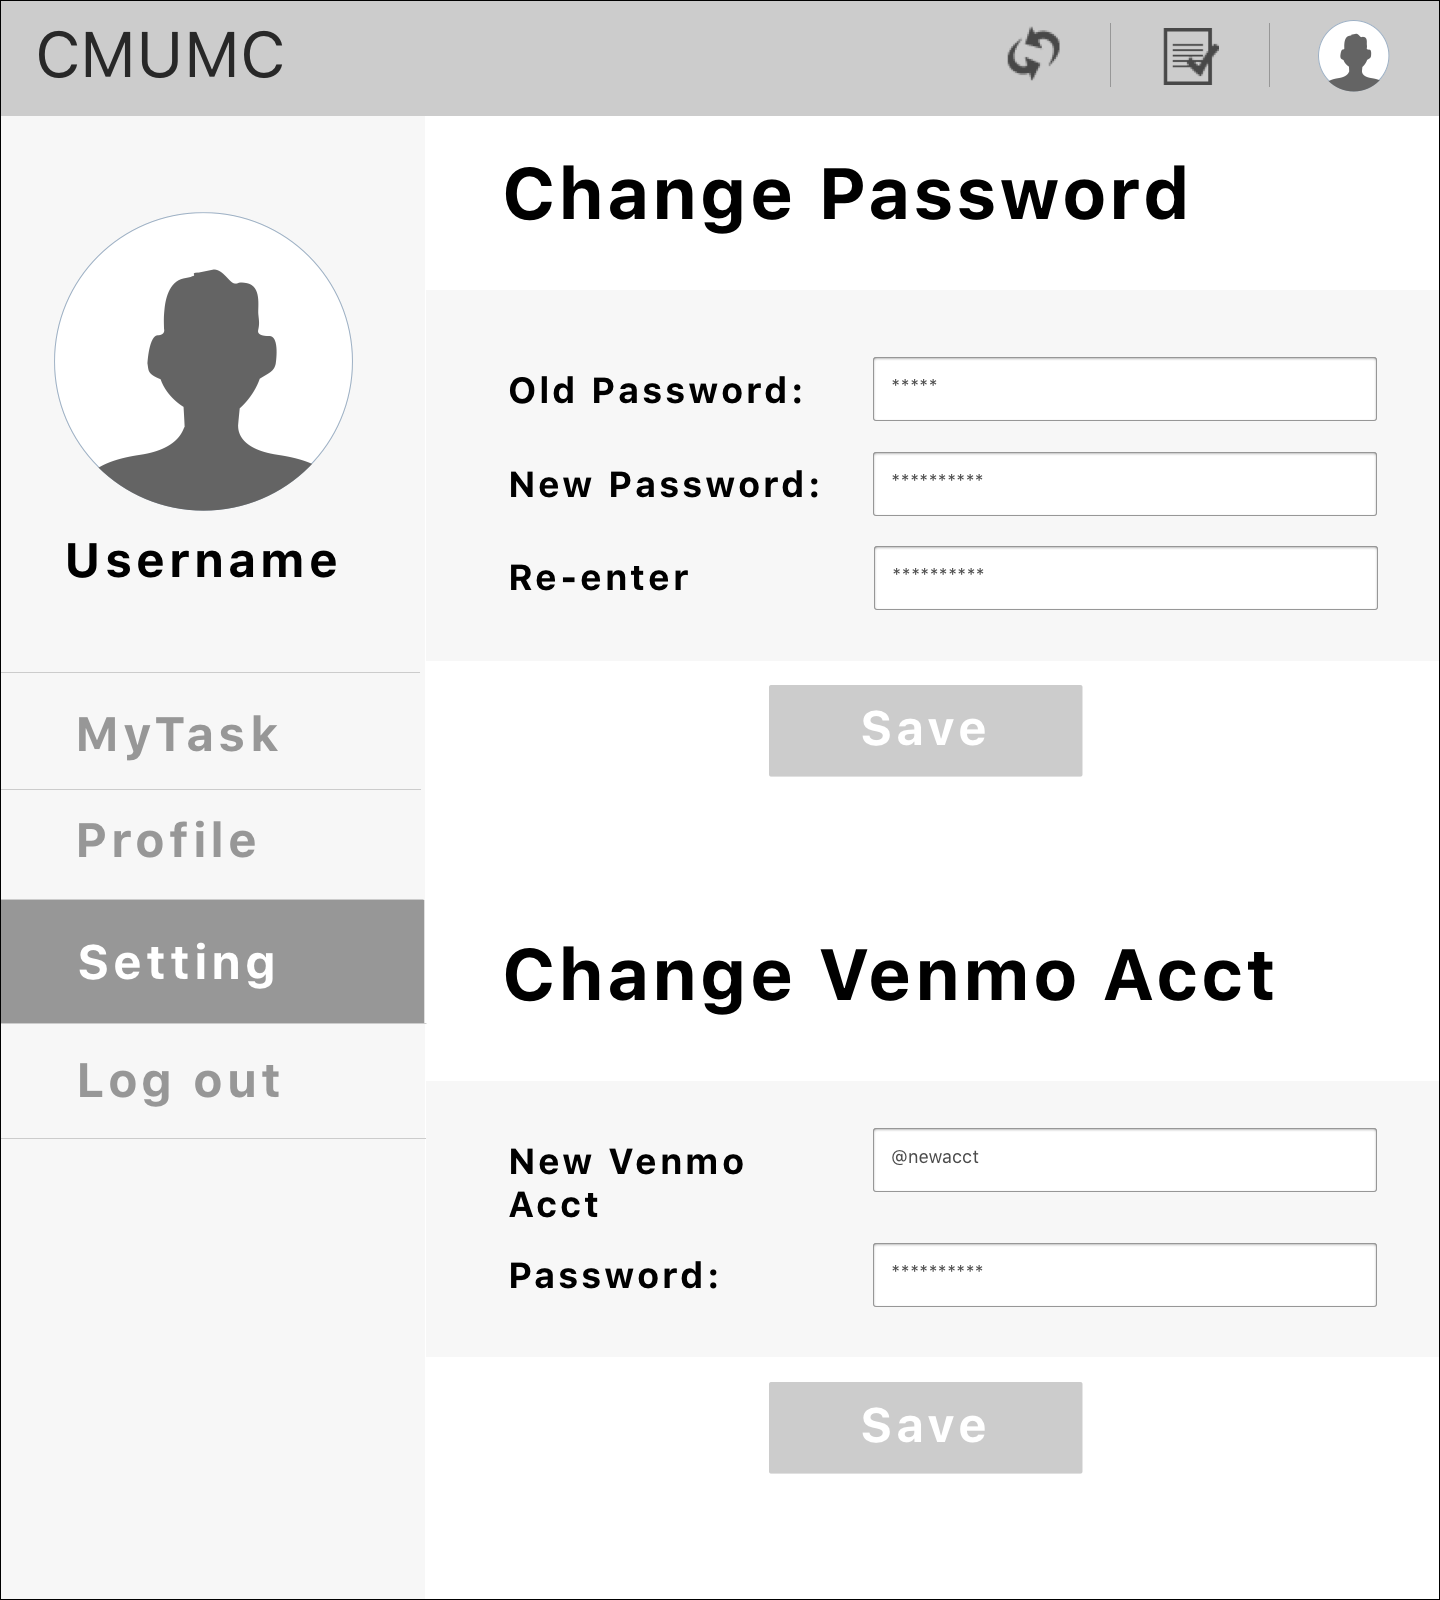 CMUMC
Username
MyTask
Profile
Setting
Log out
Change Password
Old Password: *****
New Password: **********
Re-enter **********
Save
Change Venmo Acct
New Venmo
Acct
@newacct
Password: **********
Save